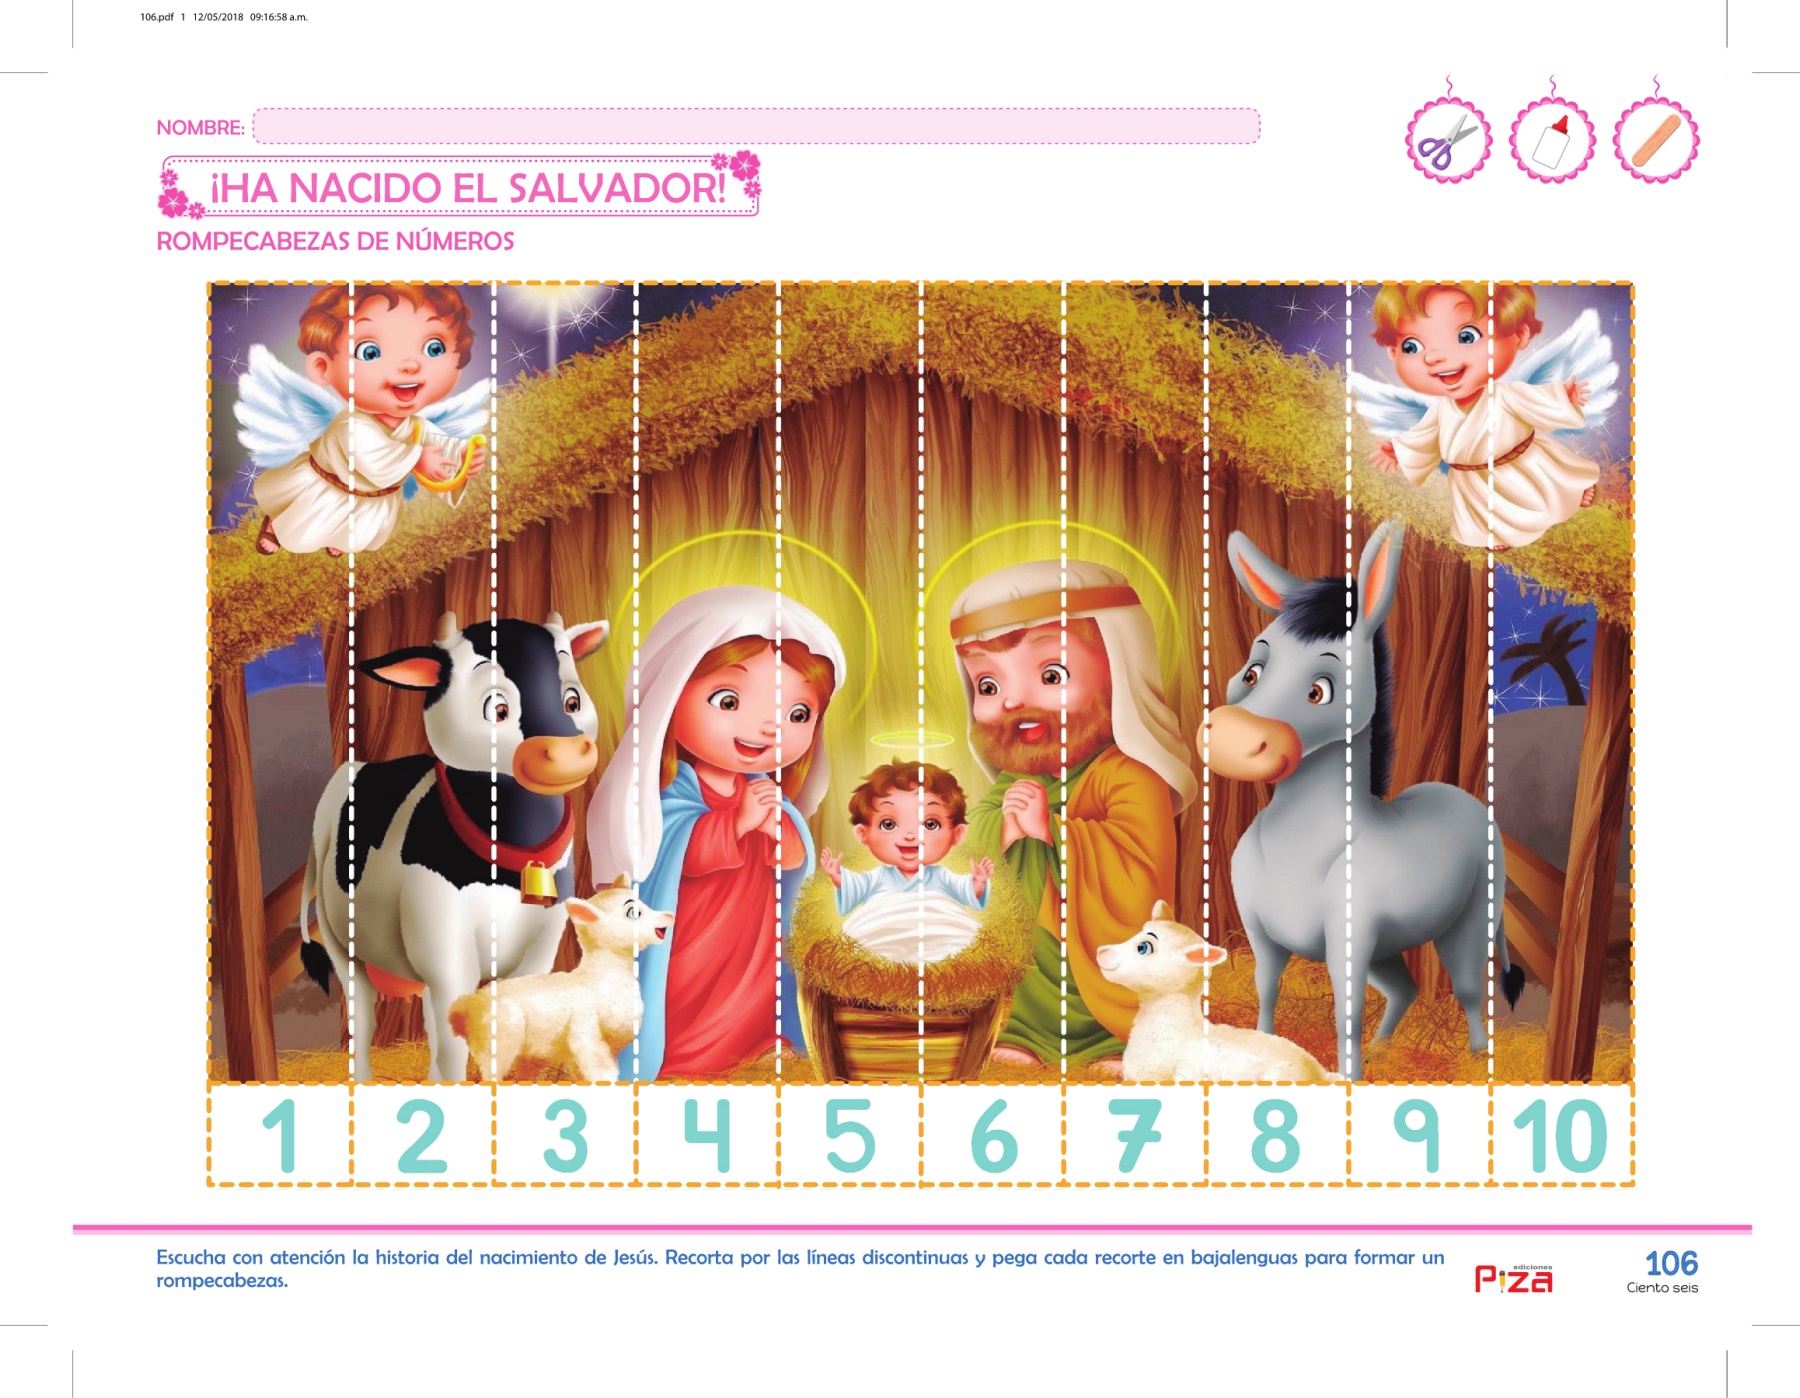 106.pdf 1 12/05/2018 09:16:58 a.m.
NOMBRE:
¡HA NACIDO EL SALVADOR!
ROMPECABEZAS DE NÚMEROS
1 2 3 4 5 6 7 8 9 10
Escucha con atención la historia del nacimiento de Jesús. Recorta por las líneas discontinuas y pega cada recorte en bajalenguas para formar un
rompecabezas.
ediciones
Piza
106
Ciento seis